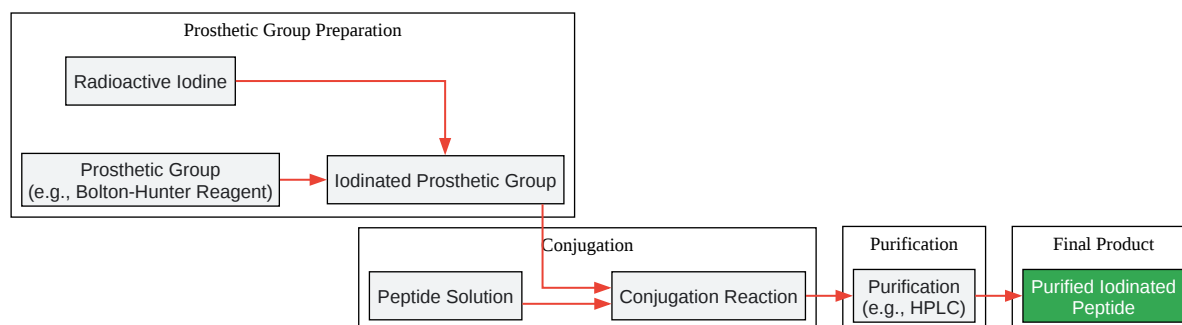 Prosthetic Group Preparation
Radioactive Iodine
Prosthetic Group
(e.g., Bolton-Hunter Reagent)
Iodinated Prosthetic Group
Conjugation
Peptide Solution
Conjugation Reaction
Purification
Purification
(e.g., HPLC)
Final Product
Purified Iodinated
Peptide